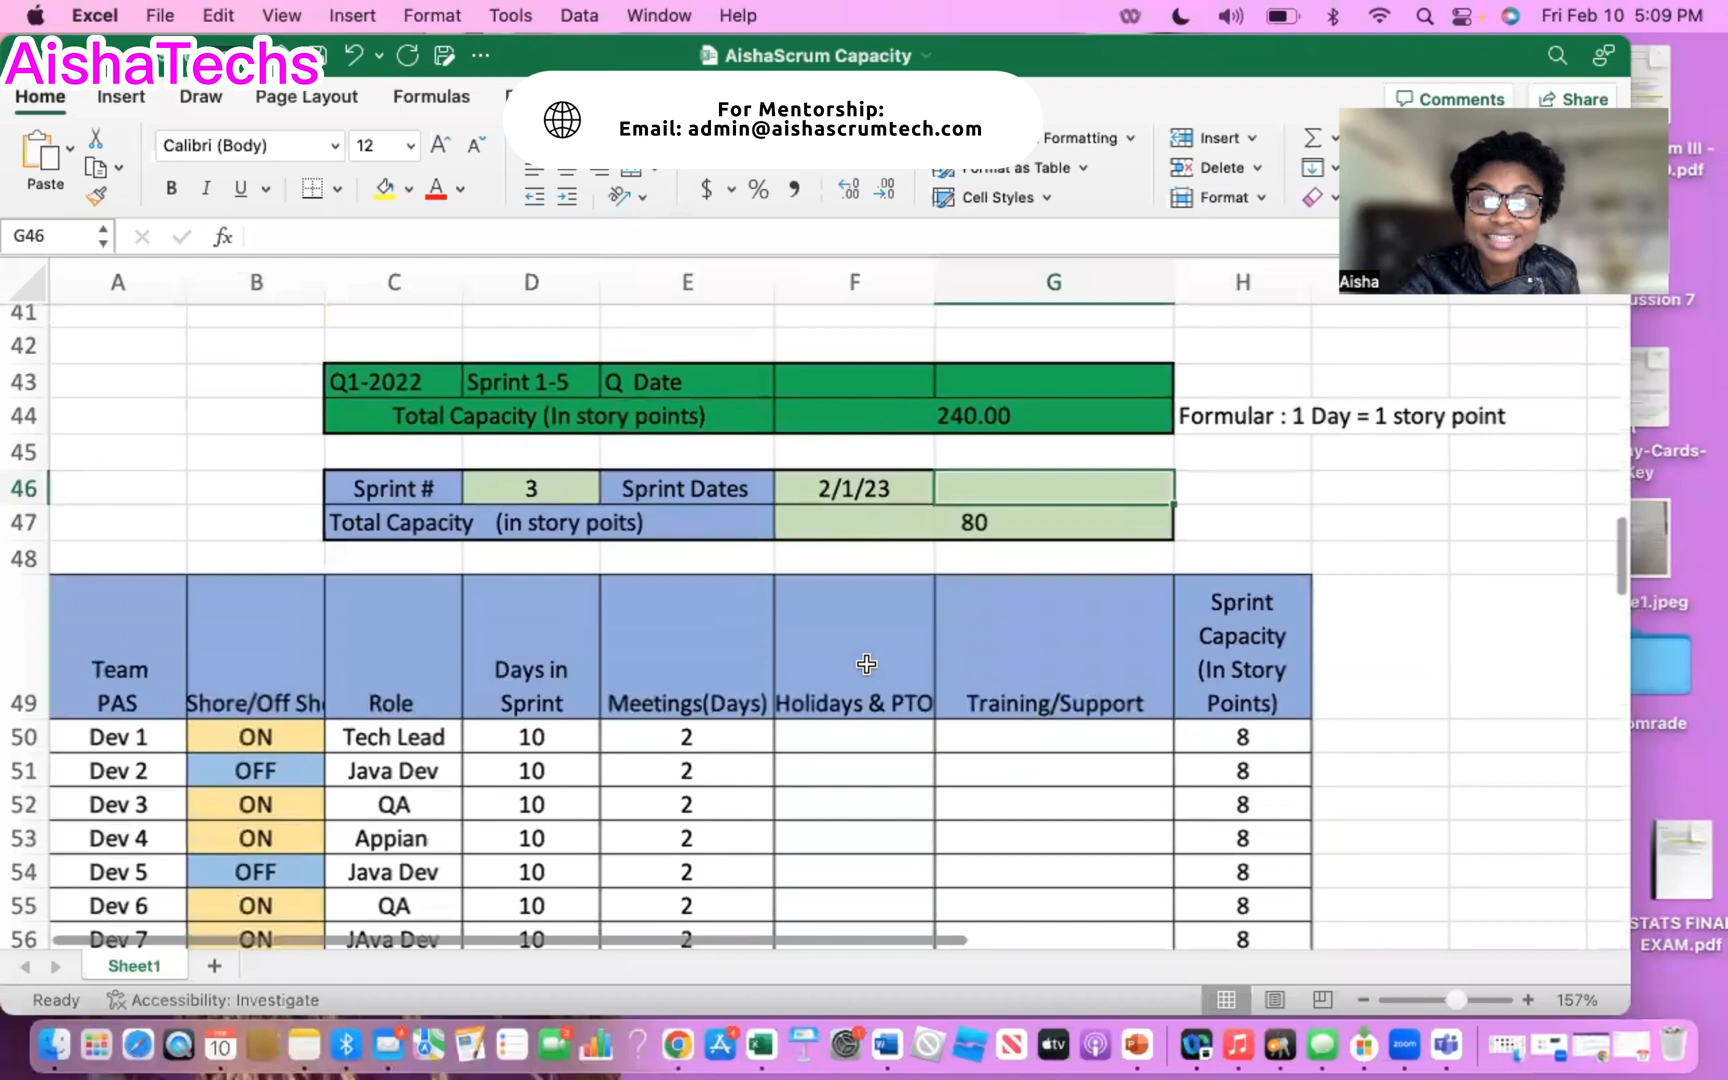 Excel File Edit View Insert Format Tools Data Window Help Fri Feb 10 5:09 PM
AishaTechs
AishaScrum Capacity
Home Insert Draw Page Layout Formulas Comments Share
For Mentorship:
Email: admin@aishascrumtech.com
Paste Calibri (Body) 12 Formatting Insert
Format as Table Delete
B I U $ % Cell Styles Format
m III -
).pdf
G46 fx
Aisha
A B C D E F G H
ussion 7
41
42
43 Q1-2022 Sprint 1-5 Q Date
44 Total Capacity (In story points) 240.00 Formular : 1 Day = 1 story point
45
y-Cards-
Key
46 Sprint # 3 Sprint Dates 2/1/23
47 Total Capacity (in story poits) 80
48
e1.jpeg
49 Team PAS Shore/Off Sh Role Days in Sprint Meetings(Days) Holidays & PTO Training/Support Sprint Capacity (In Story Points)
omrade
50 Dev 1 ON Tech Lead 10 2 8
51 Dev 2 OFF Java Dev 10 2 8
52 Dev 3 ON QA 10 2 8
53 Dev 4 ON Appian 10 2 8
54 Dev 5 OFF Java Dev 10 2 8
55 Dev 6 ON QA 10 2 8
56 Dev 7 ON JAva Dev 10 2 8
STATS FINA
EXAM.pdf
Sheet1
Ready Accessibility: Investigate 157%
10 tv zoom